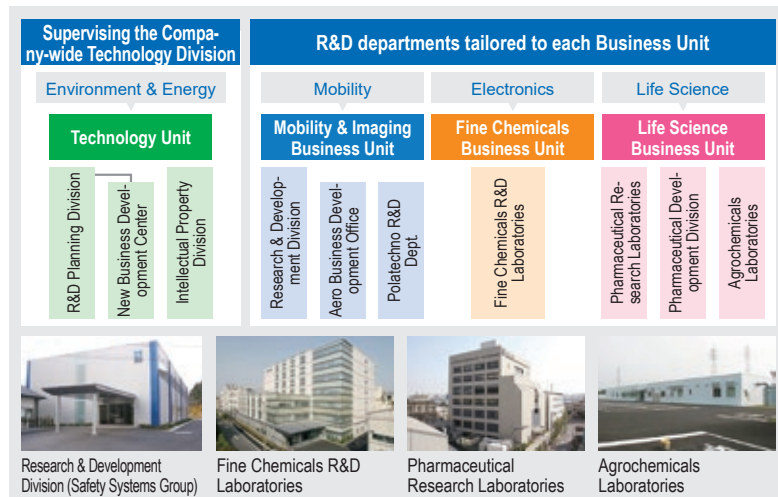 Supervising the Compa-
ny-wide Technology Division
R&D departments tailored to each Business Unit
Environment & Energy
Mobility
Electronics
Life Science
Technology Unit
Mobility & Imaging
Business Unit
Fine Chemicals
Business Unit
Life Science
Business Unit
R&D Planning Division
New Business Devel-
opment Center
Intellectual Property
Division
Research & Develop-
ment Division
Aero Business Devel-
opment Office
Polatechno R&D
Dept.
Fine Chemicals R&D
Laboratories
Pharmaceutical Re-
search Laboratories
Pharmaceutical Devel-
opment Division
Agrochemicals
Laboratories
Research & Development
Division (Safety Systems Group)
Fine Chemicals R&D
Laboratories
Pharmaceutical
Research Laboratories
Agrochemicals
Laboratories